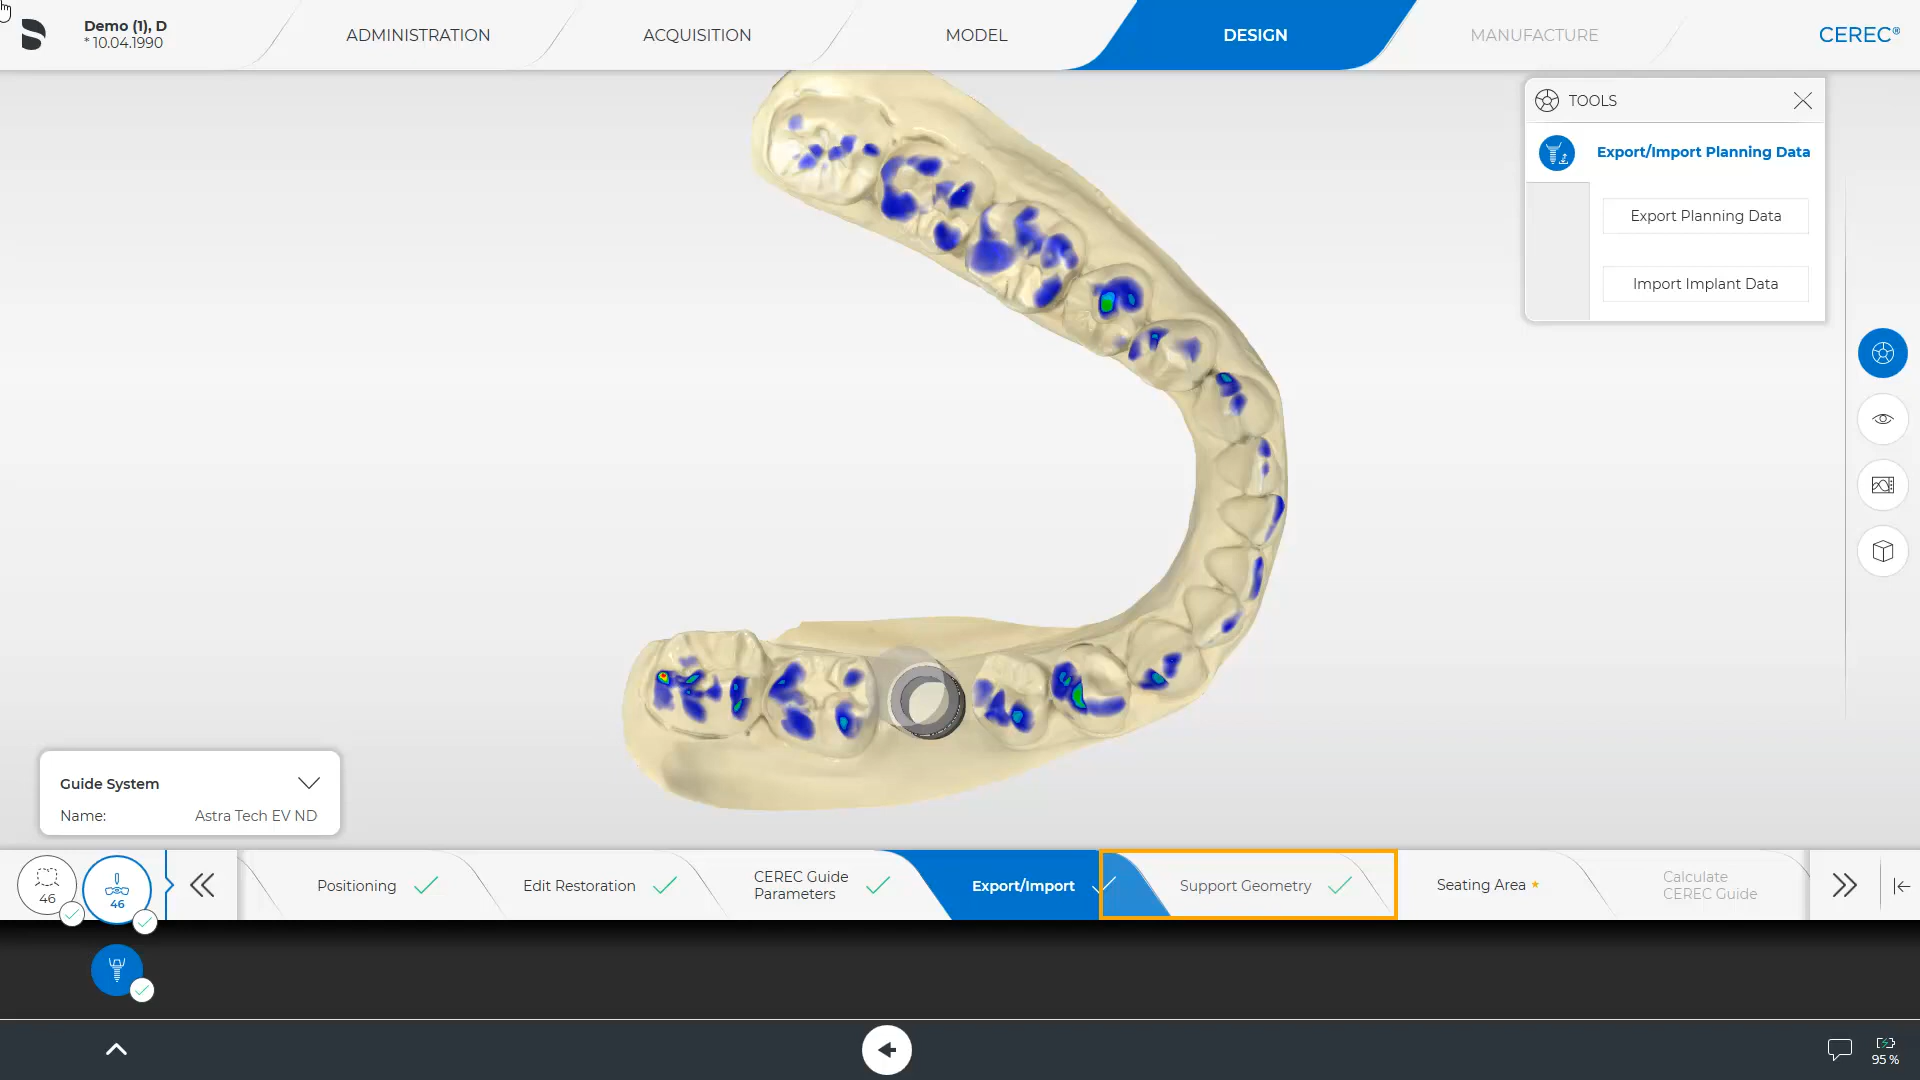 Demo (1), D
* 10.04.1990
ADMINISTRATION
ACQUISITION
MODEL
DESIGN
MANUFACTURE
CEREC®
TOOLS
Export/Import Planning Data
Export Planning Data
Import Implant Data
Guide System
Name: Astra Tech EV ND
46
46
Positioning
Edit Restoration
CEREC Guide
Parameters
Export/Import
Support Geometry
Seating Area
Calculate
CEREC Guide
95 %